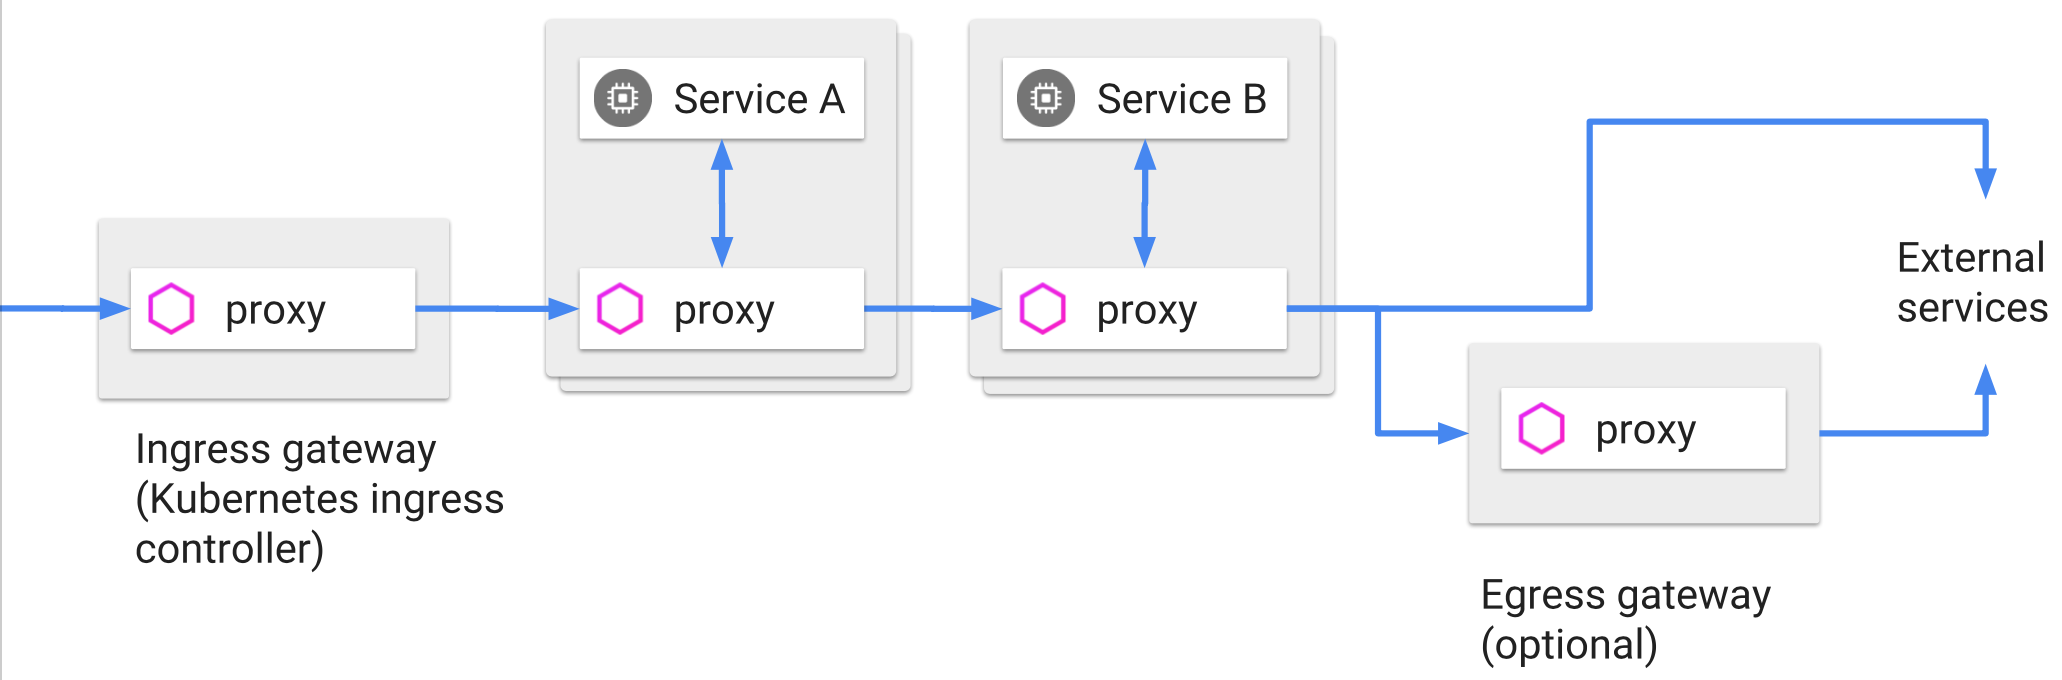 Service A
Service B
proxy
proxy
proxy
External
services
proxy
Ingress gateway
(Kubernetes ingress
controller)
Egress gateway
(optional)